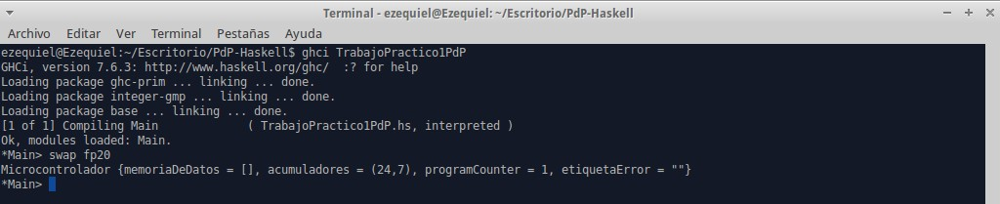 Terminal - ezequiel@Ezequiel: ~/Escritorio/PdP-Haskell
Archivo Editar Ver Terminal Pestañas Ayuda
ezequiel@Ezequiel:~/Escritorio/PdP-Haskell$ ghci TrabajoPractico1PdP
GHCi, version 7.6.3: http://www.haskell.org/ghc/  :? for help
Loading package ghc-prim ... linking ... done.
Loading package integer-gmp ... linking ... done.
Loading package base ... linking ... done.
[1 of 1] Compiling Main             ( TrabajoPractico1PdP.hs, interpreted )
Ok, modules loaded: Main.
*Main> swap fp20
Microcontrolador {memoriaDeDatos = [], acumuladores = (24,7), programCounter = 1, etiquetaError = ""}
*Main>